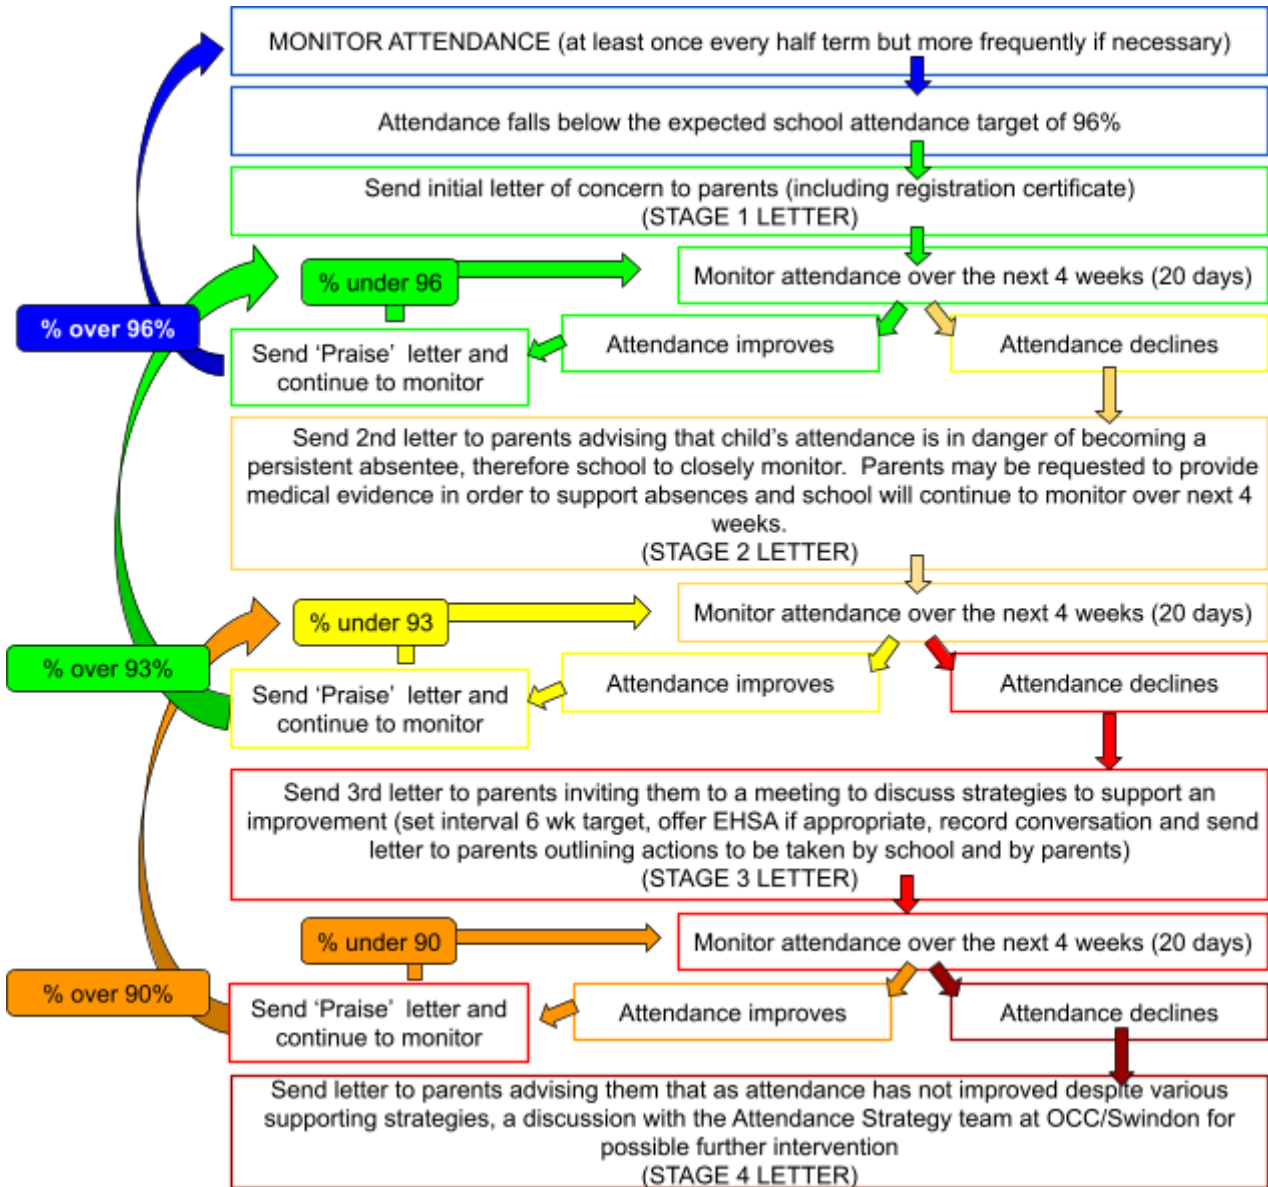 MONITOR ATTENDANCE (at least once every half term but more frequently if necessary)
Attendance falls below the expected school attendance target of 96%
Send initial letter of concern to parents (including registration certificate)
(STAGE 1 LETTER)
% under 96
Monitor attendance over the next 4 weeks (20 days)
% over 96%
Send ‘Praise’ letter and
continue to monitor
Attendance improves
Attendance declines
Send 2nd letter to parents advising that child’s attendance is in danger of becoming a
persistent absentee, therefore school to closely monitor. Parents may be requested to provide
medical evidence in order to support absences and school will continue to monitor over next 4
weeks.
(STAGE 2 LETTER)
% under 93
Monitor attendance over the next 4 weeks (20 days)
% over 93%
Send ‘Praise’ letter and
continue to monitor
Attendance improves
Attendance declines
Send 3rd letter to parents inviting them to a meeting to discuss strategies to support an
improvement (set interval 6 wk target, offer EHSA if appropriate, record conversation and send
letter to parents outlining actions to be taken by school and by parents)
(STAGE 3 LETTER)
% under 90
Monitor attendance over the next 4 weeks (20 days)
% over 90%
Send ‘Praise’ letter and
continue to monitor
Attendance improves
Attendance declines
Send letter to parents advising them that as attendance has not improved despite various
supporting strategies, a discussion with the Attendance Strategy team at OCC/Swindon for
possible further intervention
(STAGE 4 LETTER)